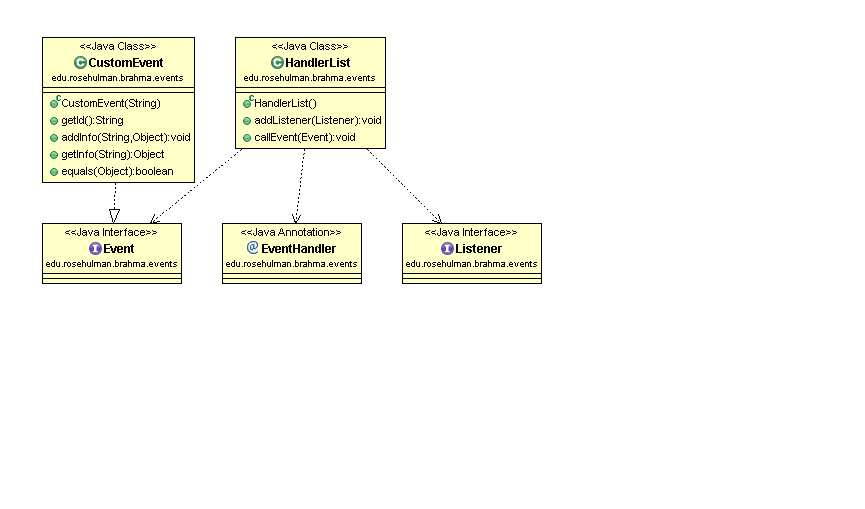 <<Java Class>>
CustomEvent
edu.rosehulman.brahma.events
CustomEvent(String)
getId():String
addInfo(String,Object):void
getInfo(String):Object
equals(Object):boolean
<<Java Class>>
HandlerList
edu.rosehulman.brahma.events
HandlerList()
addListener(Listener):void
callEvent(Event):void
<<Java Interface>>
Event
edu.rosehulman.brahma.events
<<Java Annotation>>
EventHandler
edu.rosehulman.brahma.events
<<Java Interface>>
Listener
edu.rosehulman.brahma.events